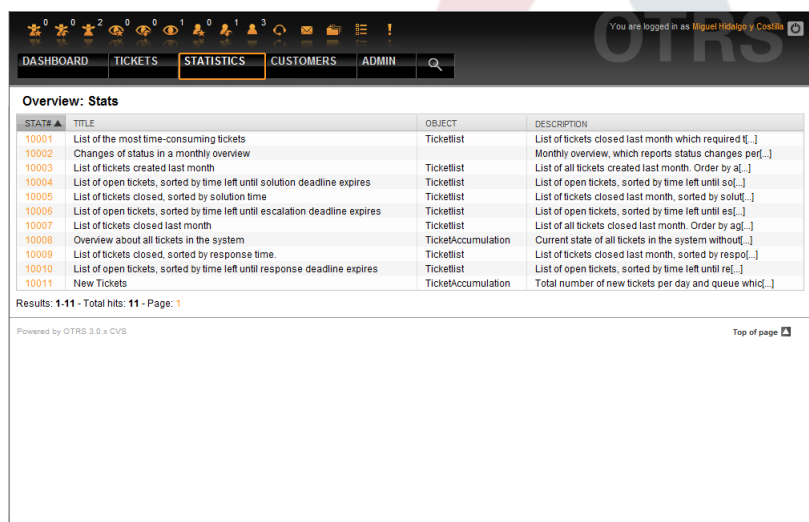 0 0 2 0 0 1 0 1 3
You are logged in as Miguel Hidalgo y Costilla
OTRS
DASHBOARD TICKETS STATISTICS CUSTOMERS ADMIN
Overview: Stats
STAT# TITLE OBJECT DESCRIPTION
10001 List of the most time-consuming tickets Ticketlist List of tickets closed last month which required t[...]
10002 Changes of status in a monthly overview Monthly overview, which reports status changes per[...]
10003 List of tickets created last month Ticketlist List of all tickets created last month. Order by a[...]
10004 List of open tickets, sorted by time left until solution deadline expires Ticketlist List of open tickets, sorted by time left until so[...]
10005 List of tickets closed, sorted by solution time Ticketlist List of tickets closed last month, sorted by solut[...]
10006 List of open tickets, sorted by time left until escalation deadline expires Ticketlist List of open tickets, sorted by time left until es[...]
10007 List of tickets closed last month Ticketlist List of all tickets closed last month. Order by ag[...]
10008 Overview about all tickets in the system TicketAccumulation Current state of all tickets in the system without[...]
10009 List of tickets closed, sorted by response time. Ticketlist List of tickets closed last month, sorted by respo[...]
10010 List of open tickets, sorted by time left until response deadline expires Ticketlist List of open tickets, sorted by time left until re[...]
10011 New Tickets TicketAccumulation Total number of new tickets per day and queue whic[...]
Results: 1-11 - Total hits: 11 - Page: 1
Powered by OTRS 3.0.x CVS Top of page